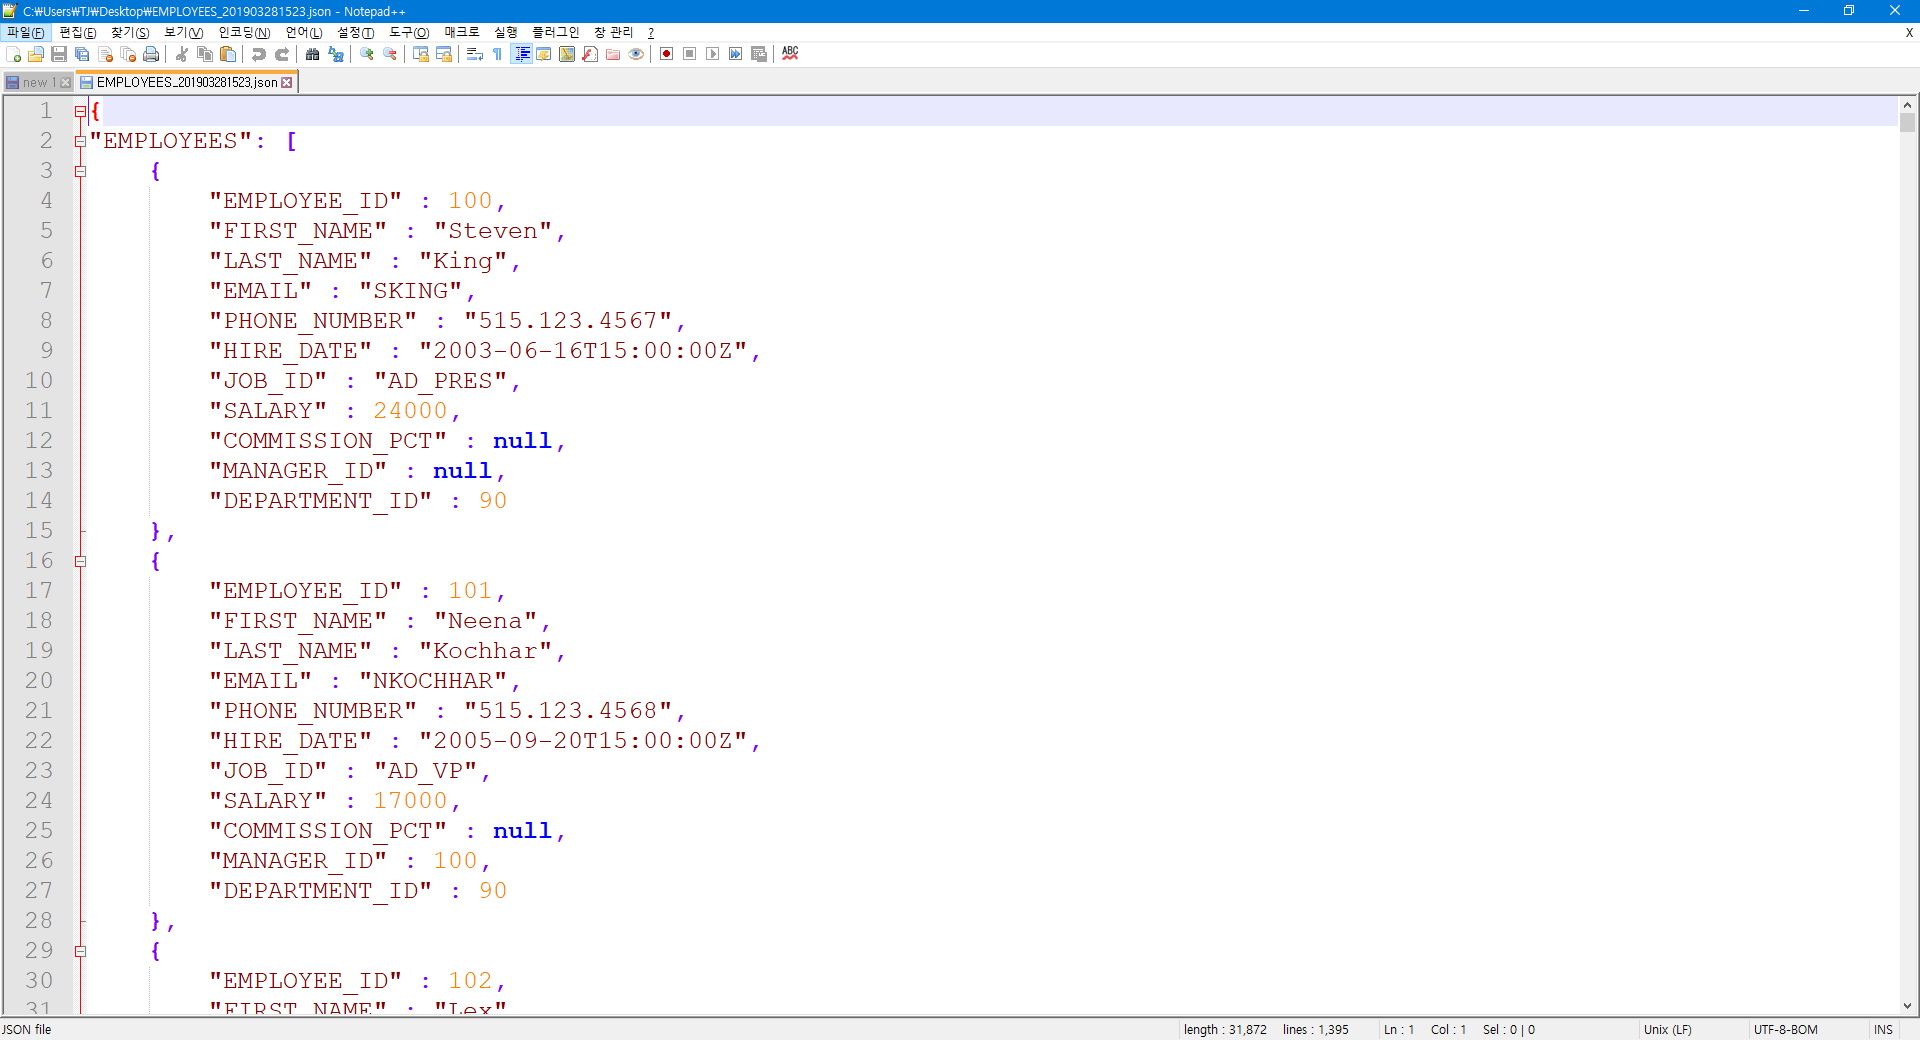 C:₩Users₩TJ₩Desktop₩EMPLOYEES_201903281523.json - Notepad++
파일(F) 편집(E) 찾기(S) 보기(V) 인코딩(N) 언어(L) 설정(T) 도구(O) 매크로 실행 플러그인 창 관리 ? X
ABC
new 1 EMPLOYEES_201903281523.json
1 {
2 "EMPLOYEES": [
3 {
4 "EMPLOYEE_ID" : 100,
5 "FIRST_NAME" : "Steven",
6 "LAST_NAME" : "King",
7 "EMAIL" : "SKING",
8 "PHONE_NUMBER" : "515.123.4567",
9 "HIRE_DATE" : "2003-06-16T15:00:00Z",
10 "JOB_ID" : "AD_PRES",
11 "SALARY" : 24000,
12 "COMMISSION_PCT" : null,
13 "MANAGER_ID" : null,
14 "DEPARTMENT_ID" : 90
15 },
16 {
17 "EMPLOYEE_ID" : 101,
18 "FIRST_NAME" : "Neena",
19 "LAST_NAME" : "Kochhar",
20 "EMAIL" : "NKOCHHAR",
21 "PHONE_NUMBER" : "515.123.4568",
22 "HIRE_DATE" : "2005-09-20T15:00:00Z",
23 "JOB_ID" : "AD_VP",
24 "SALARY" : 17000,
25 "COMMISSION_PCT" : null,
26 "MANAGER_ID" : 100,
27 "DEPARTMENT_ID" : 90
28 },
29 {
30 "EMPLOYEE_ID" : 102,
31 "FIRST_NAME" : "Lex"
JSON file length : 31,872 lines : 1,395 Ln : 1 Col : 1 Sel : 0 | 0 Unix (LF) UTF-8-BOM INS